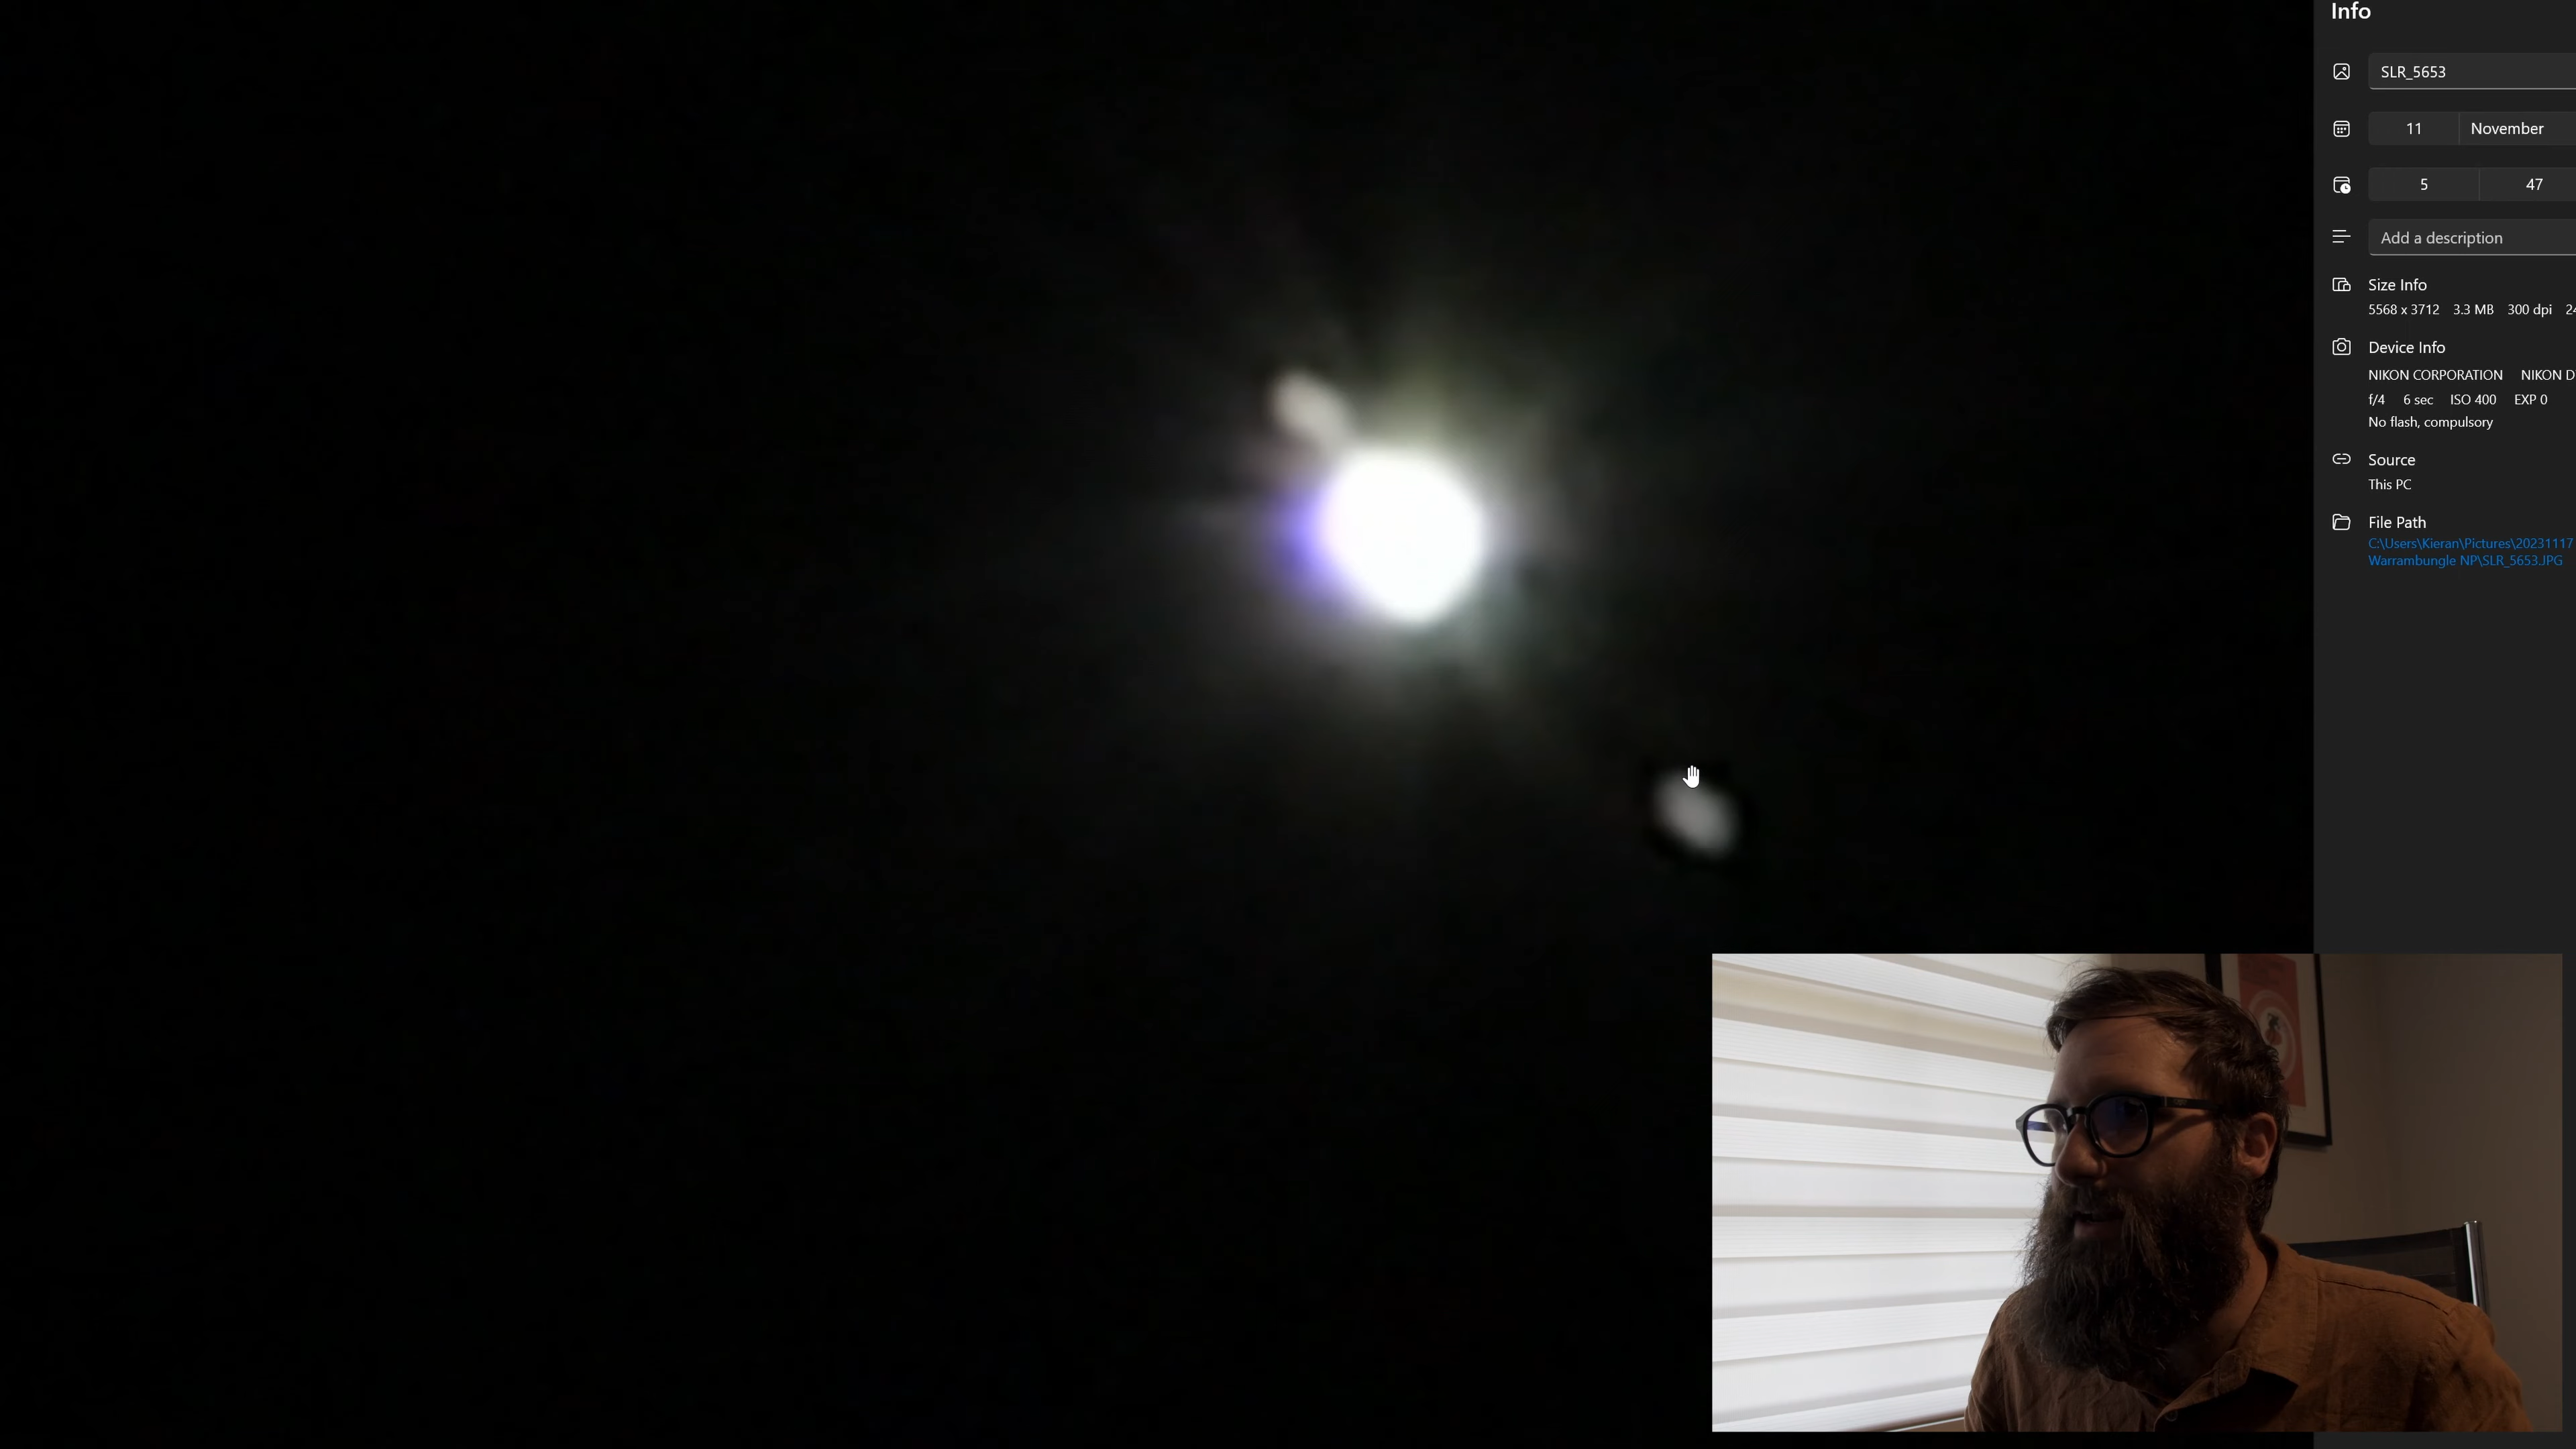 Info
SLR_5653
11 November
5 47
Add a description
Size Info
5568 x 3712 3.3 MB 300 dpi 24
Device Info
NIKON CORPORATION NIKON D
f/4 6 sec ISO 400 EXP 0
No flash, compulsory
Source
This PC
File Path
C:\Users\Kieran\Pictures\20231117
Warrambungle NP\SLR_5653.JPG